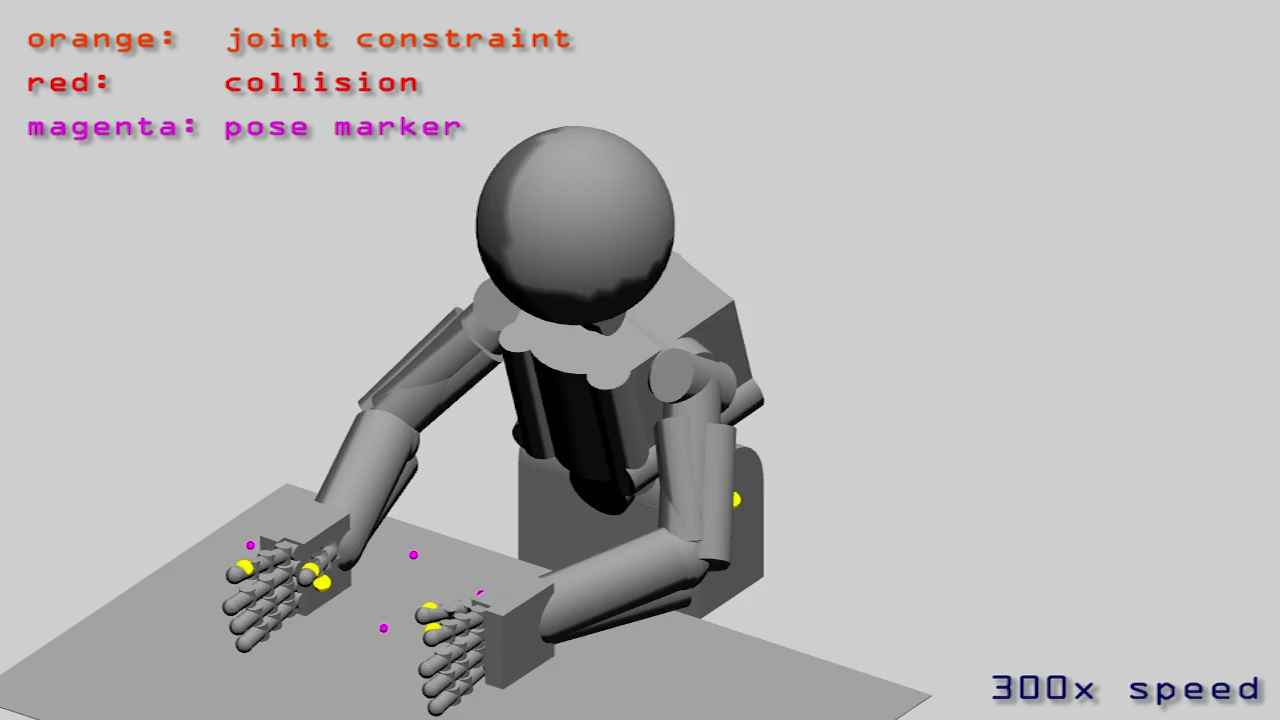 orange: joint constraint
red: collision
magenta: pose marker
300x speed